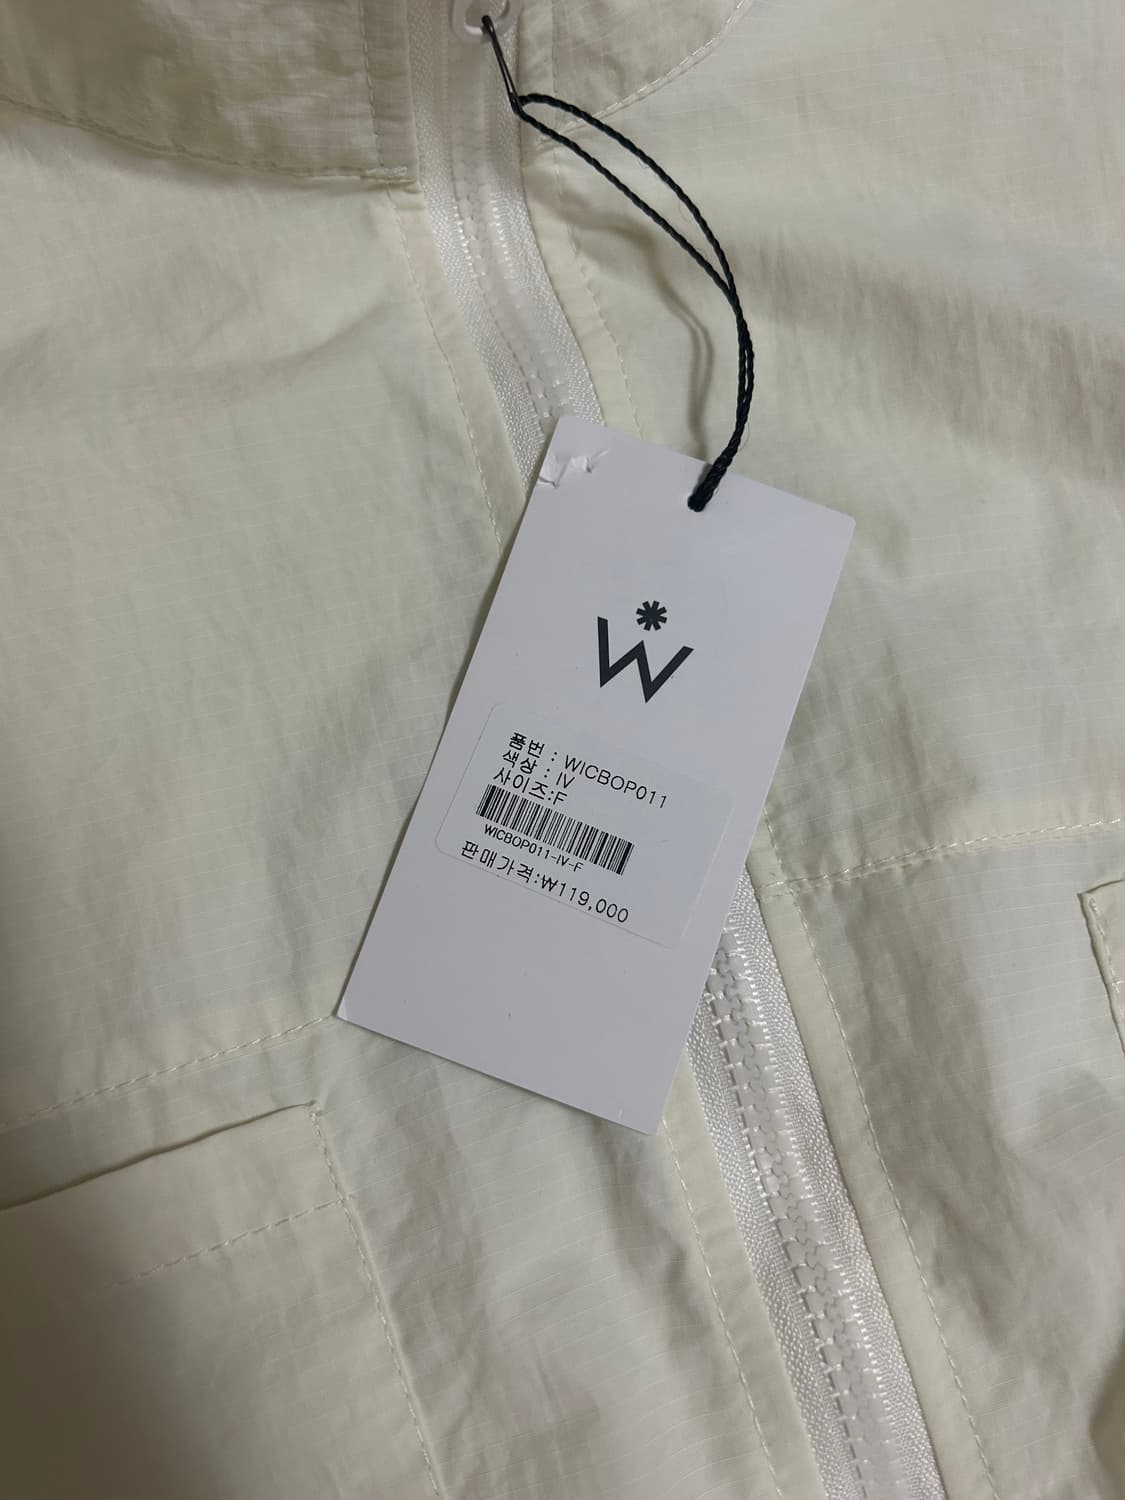 W
품번 : WICBOP011
색상 : IV
사이즈:F
WICBOP011-IV-F
판매가격:₩119,000